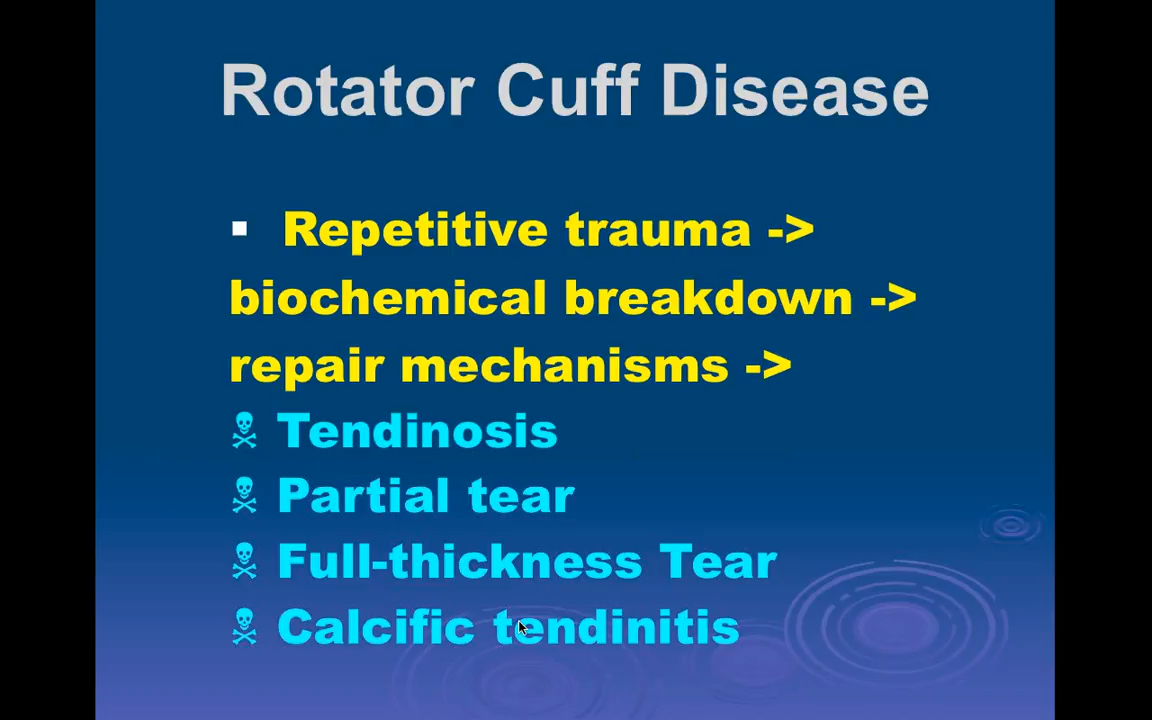 Rotator Cuff Disease
▪ Repetitive trauma ->
biochemical breakdown ->
repair mechanisms ->
☠ Tendinosis
☠ Partial tear
☠ Full-thickness Tear
☠ Calcific tendinitis